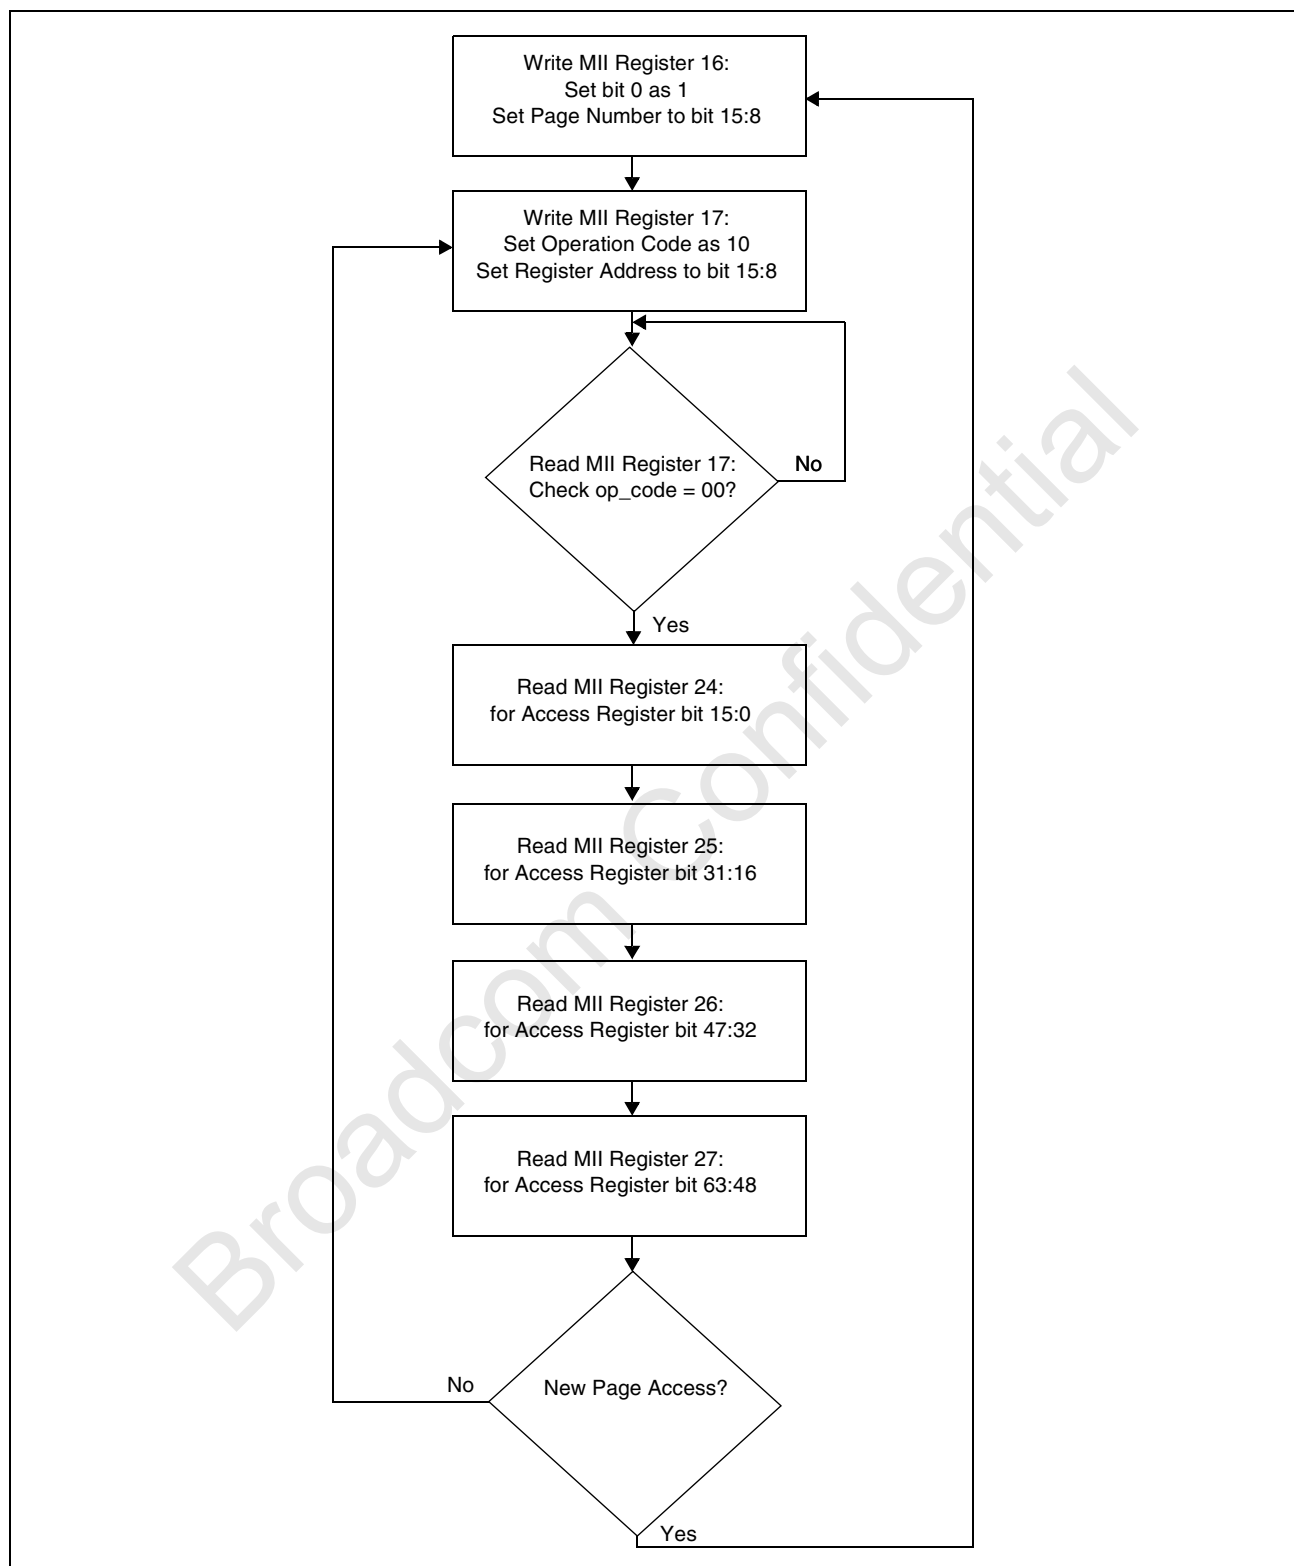 Write MII Register 16:
Set bit 0 as 1
Set Page Number to bit 15:8
Write MII Register 17:
Set Operation Code as 10
Set Register Address to bit 15:8
Read MII Register 17:
Check op_code = 00?
No
Yes
Read MII Register 24:
for Access Register bit 15:0
Read MII Register 25:
for Access Register bit 31:16
Read MII Register 26:
for Access Register bit 47:32
Read MII Register 27:
for Access Register bit 63:48
New Page Access?
No
Yes
Broadcom Confidential